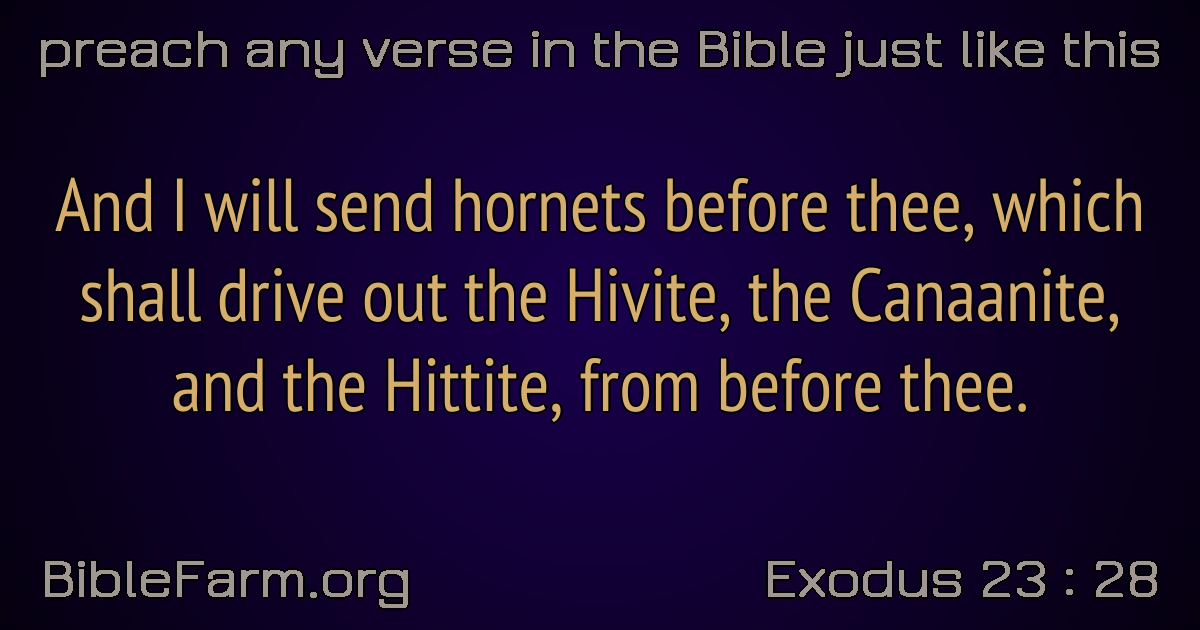 preach any verse in the Bible just like this
And I will send hornets before thee, which
shall drive out the Hivite, the Canaanite,
and the Hittite, from before thee.
BibleFarm.org
Exodus 23 : 28